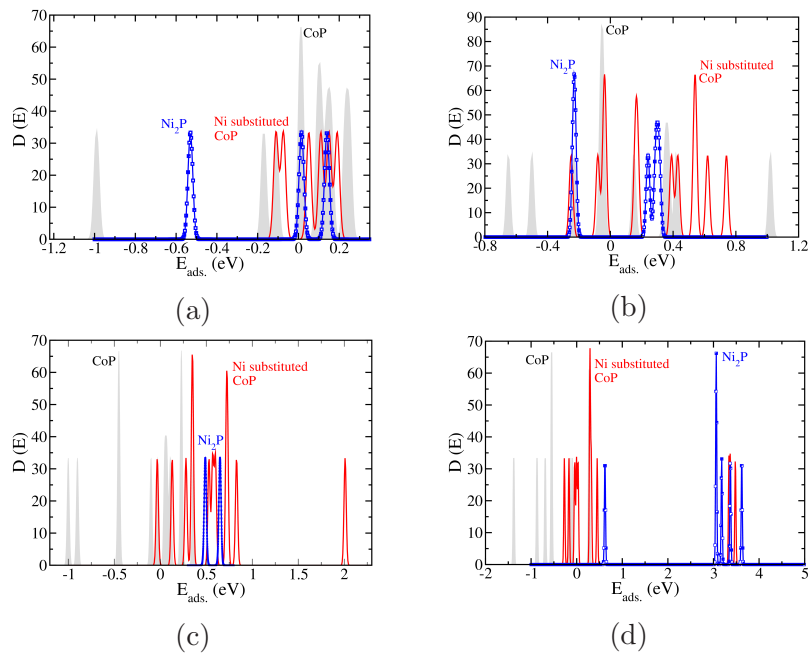 70
60
50
40
30
20
10
0
D (E)
CoP
Ni₂P
Ni substituted
CoP
-1.2 -1 -0.8 -0.6 -0.4 -0.2 0 0.2
E_ads. (eV)
(a)
90
80
70
60
50
40
30
20
10
0
D (E)
CoP
Ni₂P
Ni substituted
CoP
-0.8 -0.4 0 0.4 0.8 1.2
E_ads. (eV)
(b)
70
60
50
40
30
20
10
0
D (E)
CoP
Ni substituted
CoP
Ni₂P
-1 -0.5 0 0.5 1 1.5 2
E_ads. (eV)
(c)
70
60
50
40
30
20
10
0
D (E)
CoP
Ni substituted
CoP
Ni₂P
-2 -1 0 1 2 3 4 5
E_ads. (eV)
(d)